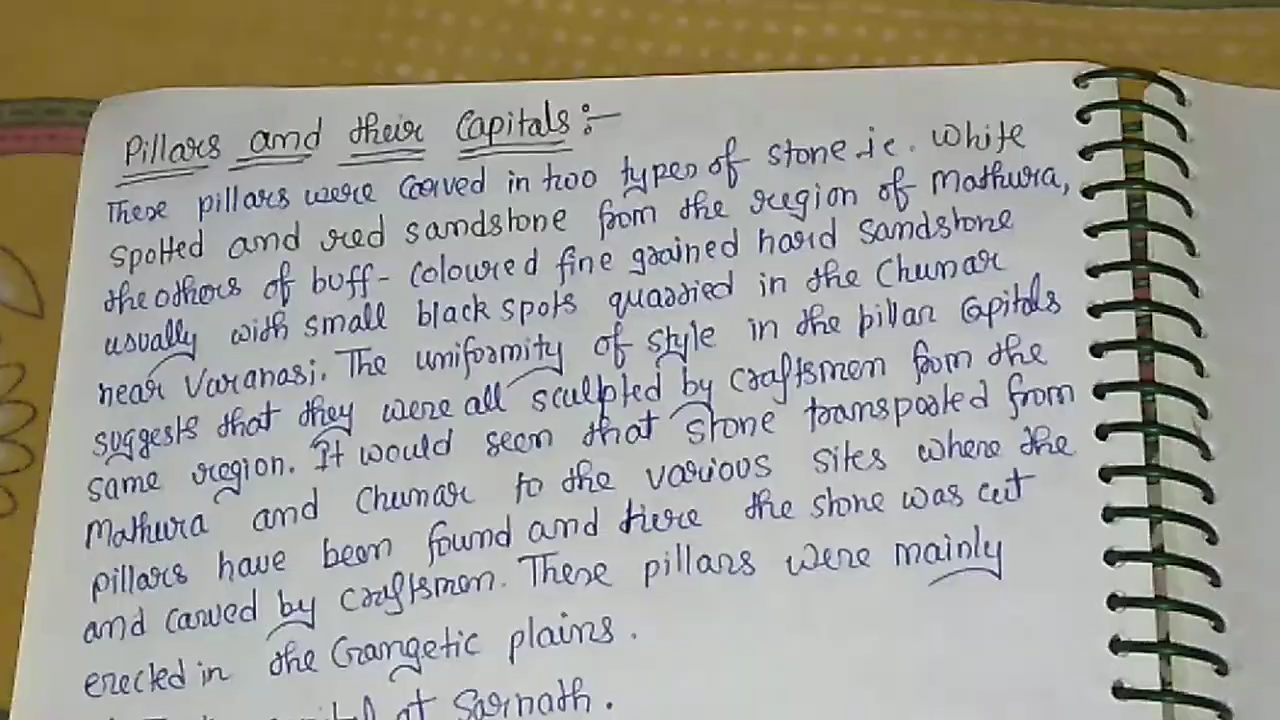 Pillars and their Capitals :-
These pillars were carved in two types of stone ie. White
spotted and red sandstone from the region of Mathura,
the others of buff-coloured fine grained hard sandstone
usually with small black spots quarried in the Chunar
near Varanasi. The uniformity of style in the pillar Capitals
suggests that they were all sculpted by craftsmen from the
same region. It would seen that stone transported from
Mathura and Chunar to the various sites where the
pillars have been found and here the stone was cut
and carved by craftsmen. These pillars were mainly
erected in the Gangetic plains.
at Sarnath.